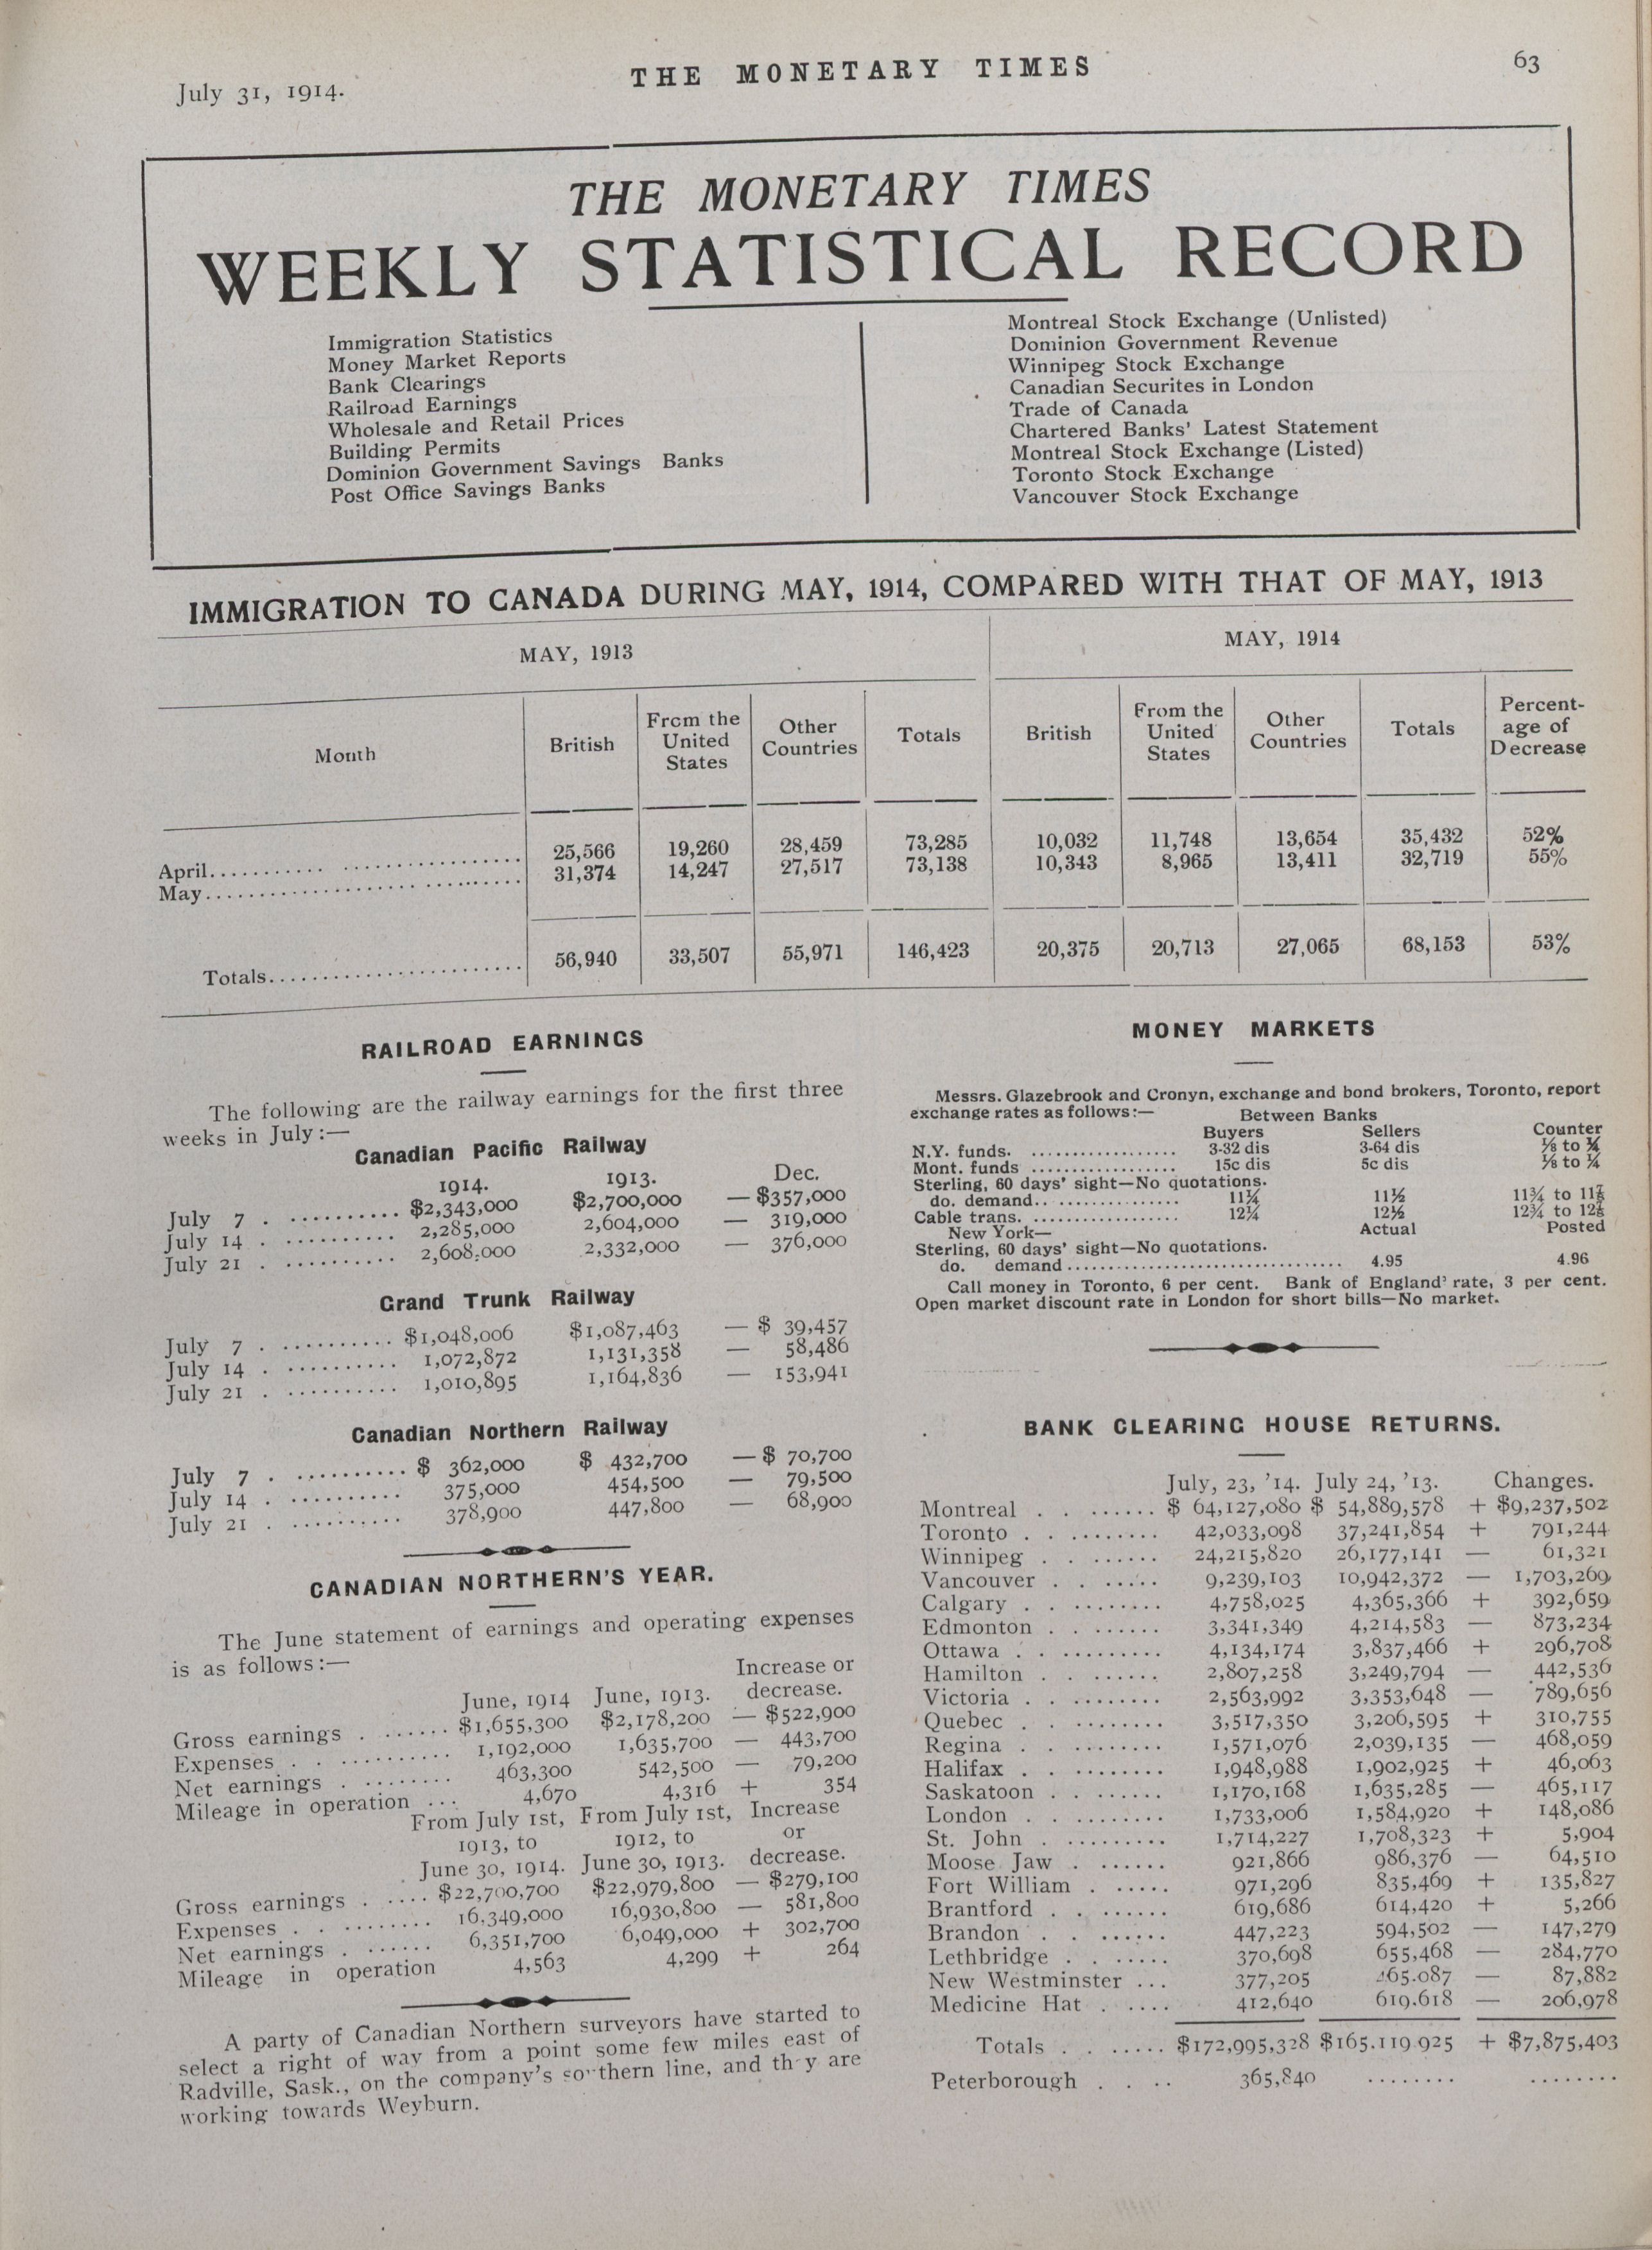 July 31, 1914.
THE MONETARY TIMES
63
THE MONETARY TIMES
WEEKLY STATISTICAL RECORD
Immigration Statistics
Money Market Reports
Bank Clearings
Railroad Earnings
Wholesale and Retail Prices
Building Permits
Dominion Government Savings Banks
Post Office Savings Banks
Montreal Stock Exchange (Unlisted)
Dominion Government Revenue
Winnipeg Stock Exchange
Canadian Securites in London
Trade of Canada
Chartered Banks' Latest Statement
Montreal Stock Exchange (Listed)
Toronto Stock Exchange
Vancouver Stock Exchange
IMMIGRATION TO CANADA DURING MAY, 1914, COMPARED WITH THAT OF MAY, 1913
MAY, 1913 MAY, 1914
Month British From the United States Other Countries Totals British From the United States Other Countries Totals Percentage of Decrease
April 25,566 19,260 28,459 73,285 10,032 11,748 13,654 35,432 52%
May 31,374 14,247 27,517 73,138 10,343 8,965 13,411 32,719 55%
Totals 56,940 33,507 55,971 146,423 20,375 20,713 27,065 68,153 53%
RAILROAD EARNINGS
The following are the railway earnings for the first three
weeks in July:—
Canadian Pacific Railway
1914. 1913. Dec.
July 7 . .......... $2,343,000 $2,700,000 — $357,000
July 14 . .......... 2,285,000 2,604,000 — 319,000
July 21 . .......... 2,608,000 2,332,000 — 376,000
Grand Trunk Railway
July 7 . .......... $1,048,006 $1,087,463 — $ 39,457
July 14 . .......... 1,072,872 1,131,358 — 58,486
July 21 . .......... 1,010,895 1,164,836 — 153,941
Canadian Northern Railway
July 7 . .......... $ 362,000 $ 432,700 — $ 70,700
July 14 . .......... 375,000 454,500 — 79,500
July 21 . .......... 378,900 447,800 — 68,900
CANADIAN NORTHERN'S YEAR.
The June statement of earnings and operating expenses
is as follows:—
Increase or
June, 1914 June, 1913. decrease.
Gross earnings . ...... $1,655,300 $2,178,200 — $522,900
Expenses . . .......... 1,192,000 1,635,700 — 443,700
Net earnings . ........ 463,300 542,500 — 79,200
Mileage in operation ... 4,670 4,316 + 354
From July 1st, From July 1st, Increase
1913, to 1912, to or
June 30, 1914. June 30, 1913. decrease.
Gross earnings . .... $22,700,700 $22,979,800 — $279,100
Expenses . . ........ 16,349,000 16,930,800 — 581,800
Net earnings . ...... 6,351,700 6,049,000 + 302,700
Mileage in operation 4,563 4,299 + 264
A party of Canadian Northern surveyors have started to
select a right of way from a point some few miles east of
Radville, Sask., on the company's so thern line, and th y are
working towards Weyburn.
MONEY MARKETS
Messrs. Glazebrook and Cronyn, exchange and bond brokers, Toronto, report
exchange rates as follows:— Between Banks
Buyers Sellers Counter
N.Y. funds. .................. 3-32 dis 3-64 dis ⅛ to ¼
Mont. funds .................. 15c dis 5c dis ⅛ to ¼
Sterling, 60 days' sight—No quotations.
do. demand.. ............... 11¼ 11½ 11¾ to 11⅞
Cable trans. .................. 12¼ 12½ 12¾ to 12⅞
New York— Actual Posted
Sterling, 60 days' sight—No quotations.
do. demand .................................. 4.95 4.96
Call money in Toronto, 6 per cent. Bank of England' rate, 3 per cent.
Open market discount rate in London for short bills—No market.
BANK CLEARING HOUSE RETURNS.
July, 23, '14. July 24, '13. Changes.
Montreal . . ...... $ 64,127,080 $ 54,889,578 + $9,237,502
Toronto . . ........ 42,033,098 37,241,854 + 791,244
Winnipeg . . ...... 24,215,820 26,177,141 — 61,321
Vancouver . . ..... 9,239,103 10,942,372 — 1,703,269
Calgary . . ........ 4,758,025 4,365,366 + 392,659
Edmonton . . ...... 3,341,349 4,214,583 — 873,234
Ottawa . . ......... 4,134,174 3,837,466 + 296,708
Hamilton . . ...... 2,807,258 3,249,794 — 442,536
Victoria . . ........ 2,563,992 3,353,648 — 789,656
Quebec . . ........ 3,517,350 3,206,595 + 310,755
Regina . . ........ 1,571,076 2,039,135 — 468,059
Halifax . . ........ 1,948,988 1,902,925 + 46,063
Saskatoon . . ...... 1,170,168 1,635,285 — 465,117
London . . ......... 1,733,006 1,584,920 + 148,086
St. John . ......... 1,714,227 1,708,323 + 5,904
Moose Jaw . ...... 921,866 986,376 — 64,510
Fort William . ..... 971,296 835,469 + 135,827
Brantford . . ...... 619,686 614,420 + 5,266
Brandon . . ...... 447,223 594,502 — 147,279
Lethbridge . . ..... 370,698 655,468 — 284,770
New Westminster ... 377,205 465.087 — 87,882
Medicine Hat . .... 412,640 619.618 — 206,978
Totals . . ..... $172,995,328 $165.119.925 + $7,875,403
Peterborough . . .. 365,840 ........ ........